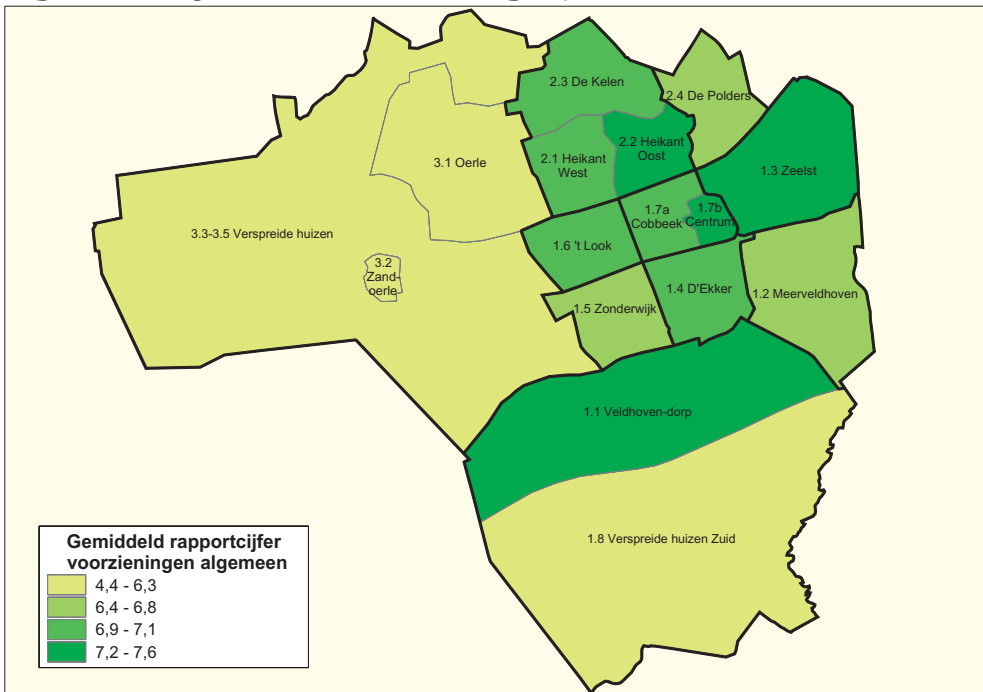 2.3 De Kelen
2.4 De Polders
3.1 Oerle
2.1 Heikant
West
2.2 Heikant
Oost
1.3 Zeelst
1.7a
Cobbeek
1.7b
Centrum
3.3-3.5 Verspreide huizen
1.6 't Look
3.2
Zand-
oerle
1.4 D'Ekker
1.2 Meerveldhoven
1.5 Zonderwijk
1.1 Veldhoven-dorp
1.8 Verspreide huizen Zuid
Gemiddeld rapportcijfer
voorzieningen algemeen
4,4 - 6,3
6,4 - 6,8
6,9 - 7,1
7,2 - 7,6